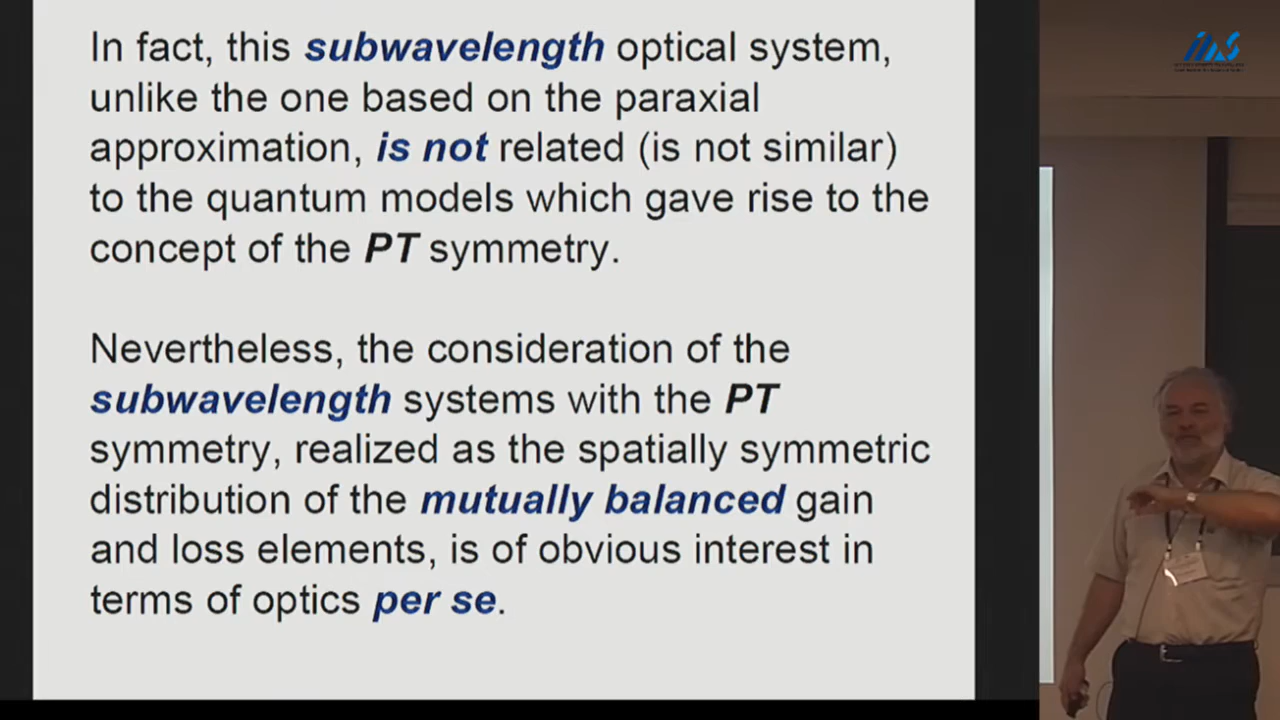 In fact, this subwavelength optical system,
unlike the one based on the paraxial
approximation, is not related (is not similar)
to the quantum models which gave rise to the
concept of the PT symmetry.
Nevertheless, the consideration of the
subwavelength systems with the PT
symmetry, realized as the spatially symmetric
distribution of the mutually balanced gain
and loss elements, is of obvious interest in
terms of optics per se.